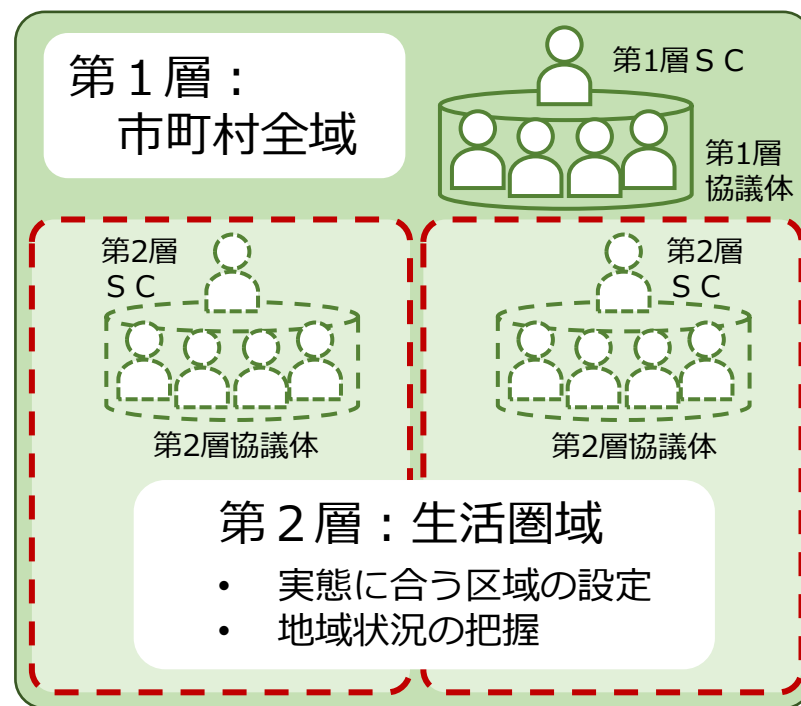 第１層：
市町村全域
第1層ＳＣ
第1層
協議体
第2層
ＳＣ
第2層協議体
第2層
ＳＣ
第2層協議体
第２層：生活圏域
• 実態に合う区域の設定
• 地域状況の把握